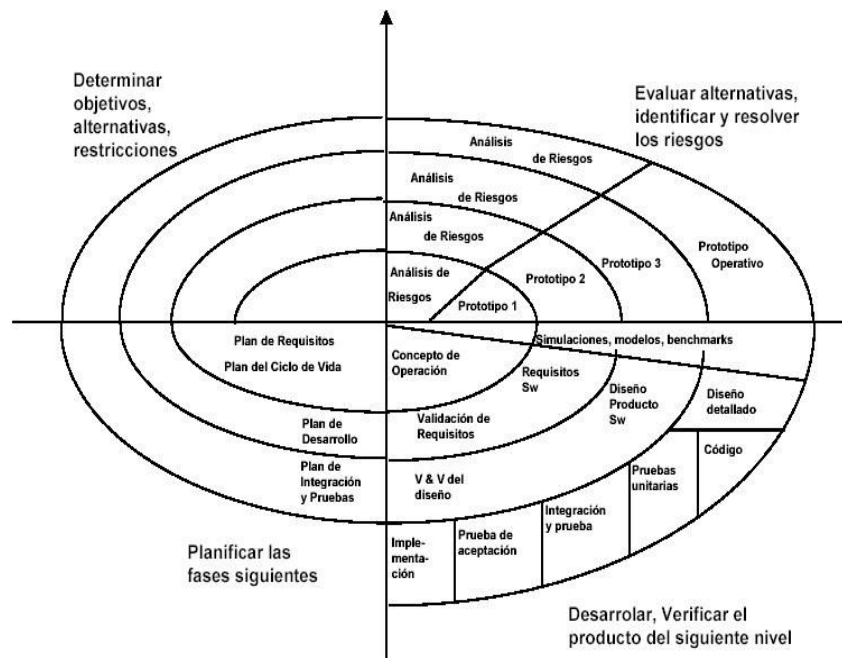 Determinar
objetivos,
alternativas,
restricciones
Evaluar alternativas,
identificar y resolver
los riesgos
Análisis
de Riesgos
Análisis
de Riesgos
Análisis
de Riesgos
Análisis de
Riesgos
Prototipo 1
Prototipo 2
Prototipo 3
Prototipo
Operativo
Simulaciones, modelos, benchmarks
Plan de Requisitos
Plan del Ciclo de Vida
Concepto de
Operación
Requisitos
Sw
Diseño
Producto
Sw
Diseño
detallado
Plan de
Desarrollo
Validación de
Requisitos
Plan de
Integración
y Pruebas
V & V del
diseño
Imple-
menta-
ción
Prueba de
aceptación
Integración
y prueba
Pruebas
unitarias
Código
Planificar las
fases siguientes
Desarrolar, Verificar el
producto del siguiente nivel